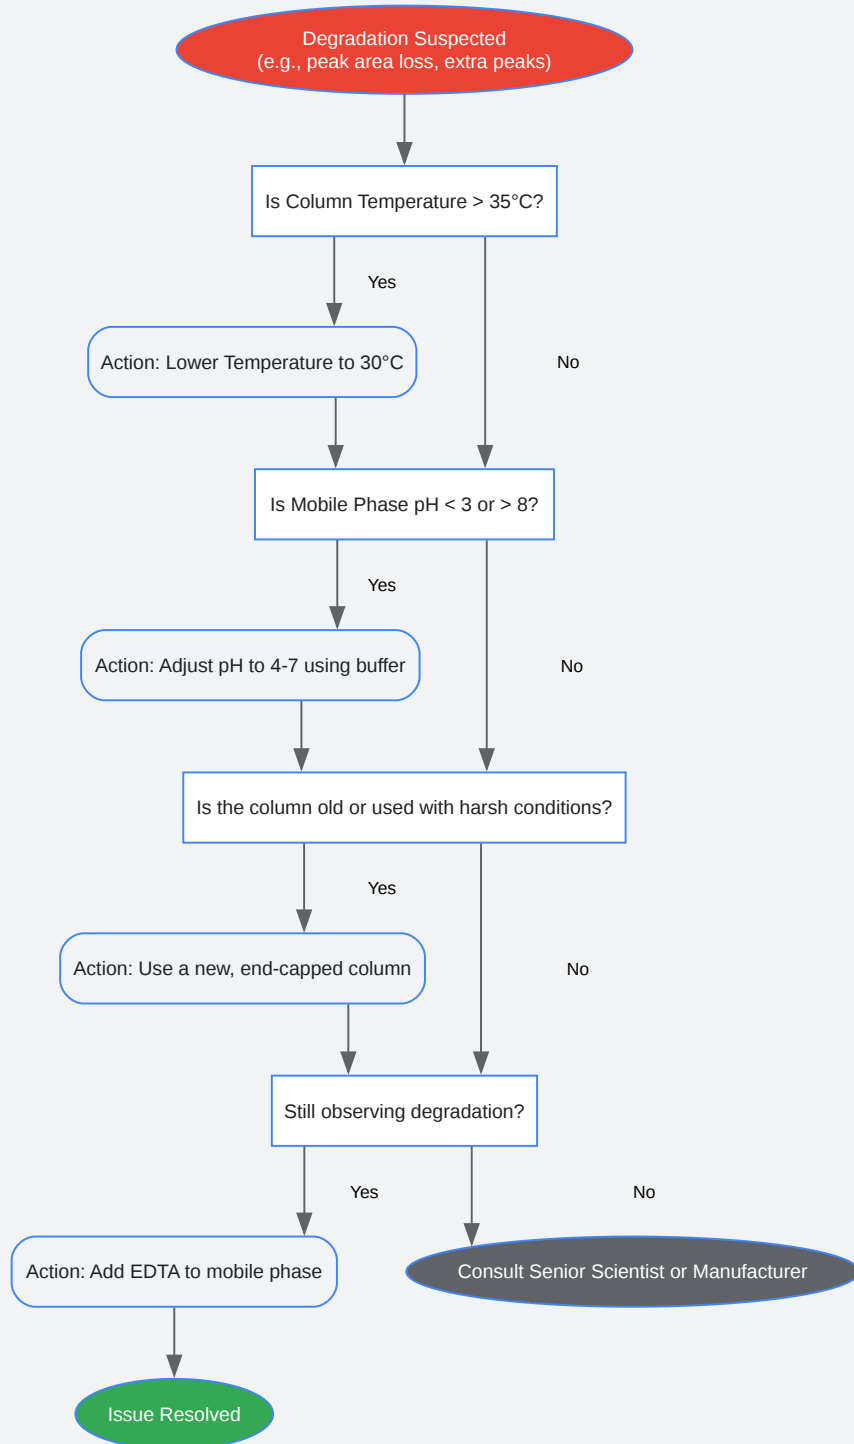 Degradation Suspected
(e.g., peak area loss, extra peaks)
Is Column Temperature > 35°C?
Yes
Action: Lower Temperature to 30°C
No
Is Mobile Phase pH < 3 or > 8?
Yes
Action: Adjust pH to 4-7 using buffer
No
Is the column old or used with harsh conditions?
Yes
Action: Use a new, end-capped column
No
Still observing degradation?
Yes
No
Action: Add EDTA to mobile phase
Consult Senior Scientist or Manufacturer
Issue Resolved